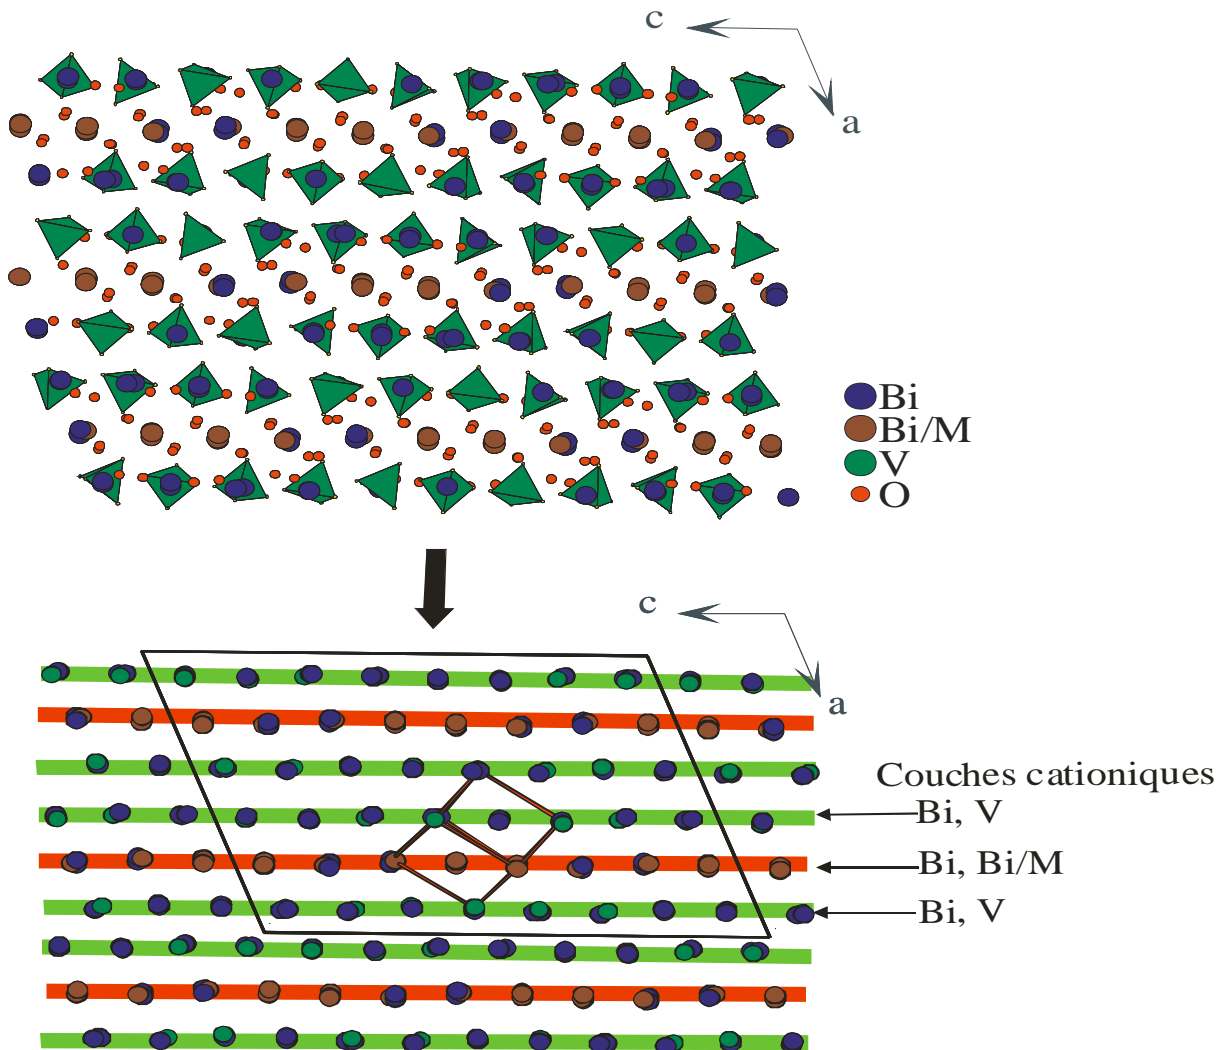 c
a
Bi
Bi/M
V
O
c
a
Couches cationiques
Bi, V
Bi, Bi/M
Bi, V